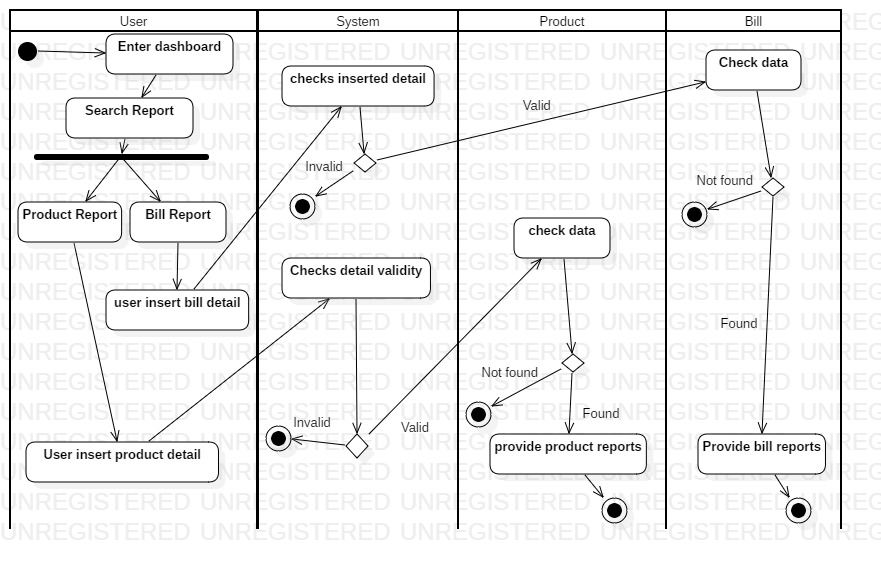 User
System
Product
Bill
Enter dashboard
Search Report
Product Report
Bill Report
user insert bill detail
User insert product detail
checks inserted detail
Invalid
Valid
Checks detail validity
Invalid
Valid
check data
Not found
Found
provide product reports
Check data
Not found
Found
Provide bill reports
UNREGISTERED